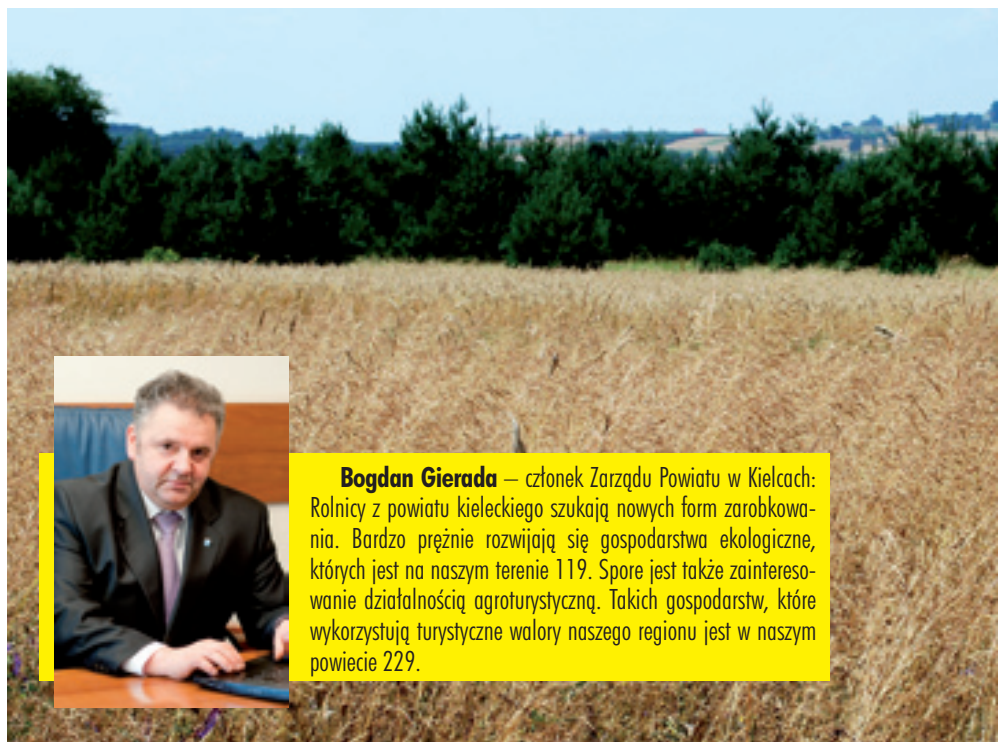 Bogdan Gierada – członek Zarządu Powiatu w Kielcach:
Rolnicy z powiatu kieleckiego szukają nowych form zarobkowa-
nia. Bardzo prężnie rozwijają się gospodarstwa ekologiczne,
których jest na naszym terenie 119. Spore jest także zaintereso-
wanie działalnością agroturystyczną. Takich gospodarstw, które
wykorzystują turystyczne walory naszego regionu jest w naszym
powiecie 229.